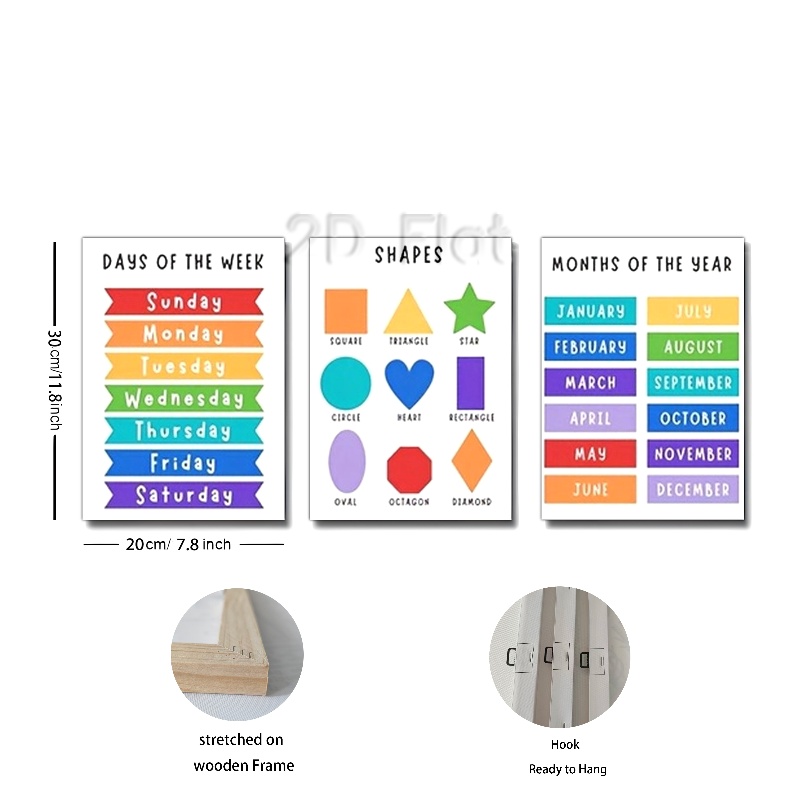 2D Flat
DAYS OF THE WEEK
Sunday
Monday
Tuesday
Wednesday
Thursday
Friday
Saturday
SHAPES
SQUARE TRIANGLE STAR
CIRCLE HEART RECTANGLE
OVAL OCTAGON DIAMOND
MONTHS OF THE YEAR
JANUARY JULY
FEBRUARY AUGUST
MARCH SEPTEMBER
APRIL OCTOBER
MAY NOVEMBER
JUNE DECEMBER
30cm/11.8inch
20cm/ 7.8 inch
stretched on
wooden Frame
Hook
Ready to Hang